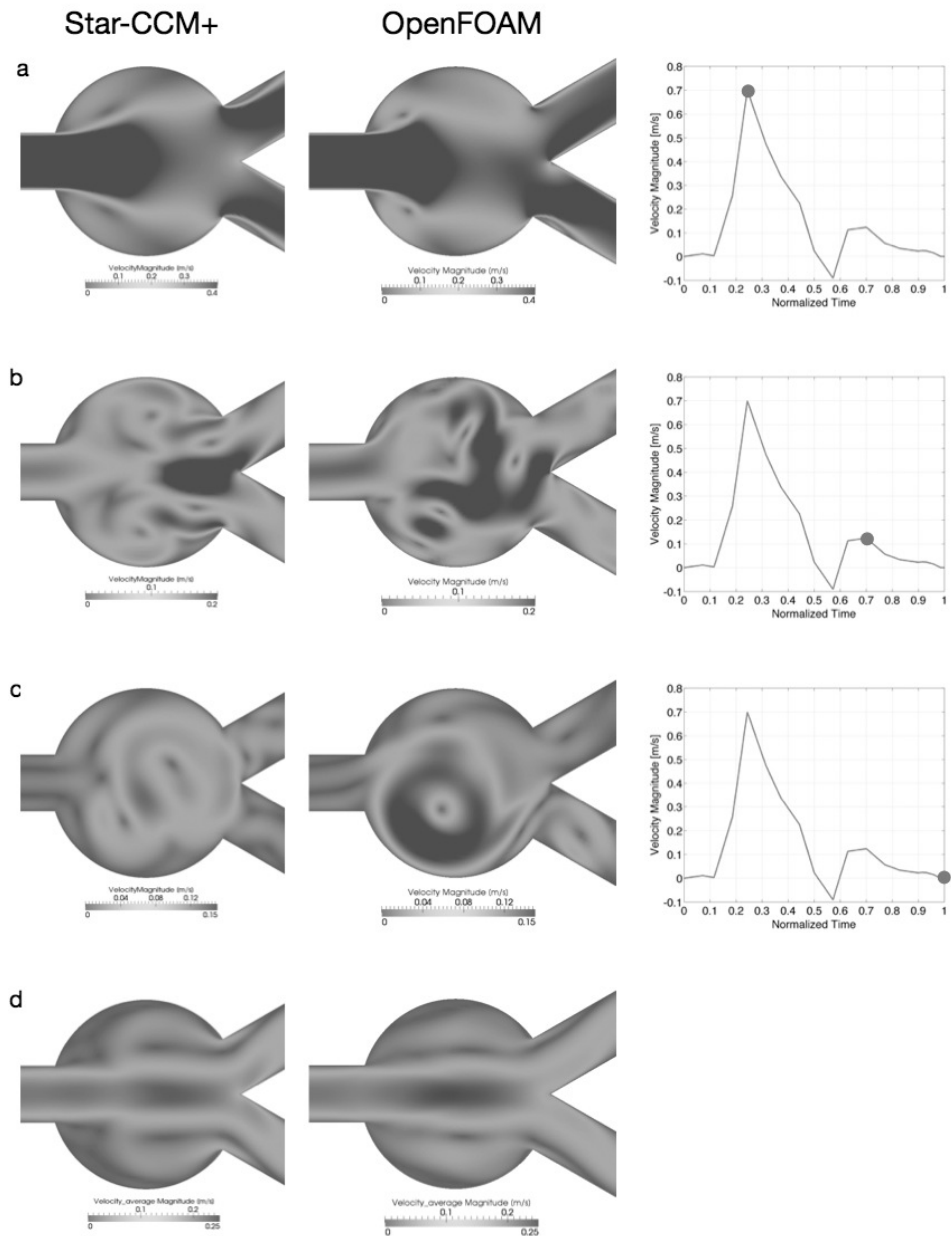 Star-CCM+ OpenFOAM
a
VelocityMagnitude (m/s)
0.1 0.2 0.3
0 0.4
Velocity Magnitude (m/s)
0.1 0.2 0.3
0 0.4
Velocity Magnitude [m/s]
0.8
0.7
0.6
0.5
0.4
0.3
0.2
0.1
0
-0.1
0 0.1 0.2 0.3 0.4 0.5 0.6 0.7 0.8 0.9 1
Normalized Time
b
VelocityMagnitude (m/s)
0.1
0 0.2
Velocity Magnitude (m/s)
0.1
0 0.2
Velocity Magnitude [m/s]
0.8
0.7
0.6
0.5
0.4
0.3
0.2
0.1
0
-0.1
0 0.1 0.2 0.3 0.4 0.5 0.6 0.7 0.8 0.9 1
Normalized Time
c
VelocityMagnitude (m/s)
0.04 0.08 0.12
0 0.15
Velocity Magnitude (m/s)
0.04 0.08 0.12
0 0.15
Velocity Magnitude [m/s]
0.8
0.7
0.6
0.5
0.4
0.3
0.2
0.1
0
-0.1
0 0.1 0.2 0.3 0.4 0.5 0.6 0.7 0.8 0.9 1
Normalized Time
d
Velocity_average Magnitude (m/s)
0.1 0.2
0 0.25
Velocity_average Magnitude (m/s)
0.1 0.2
0 0.25